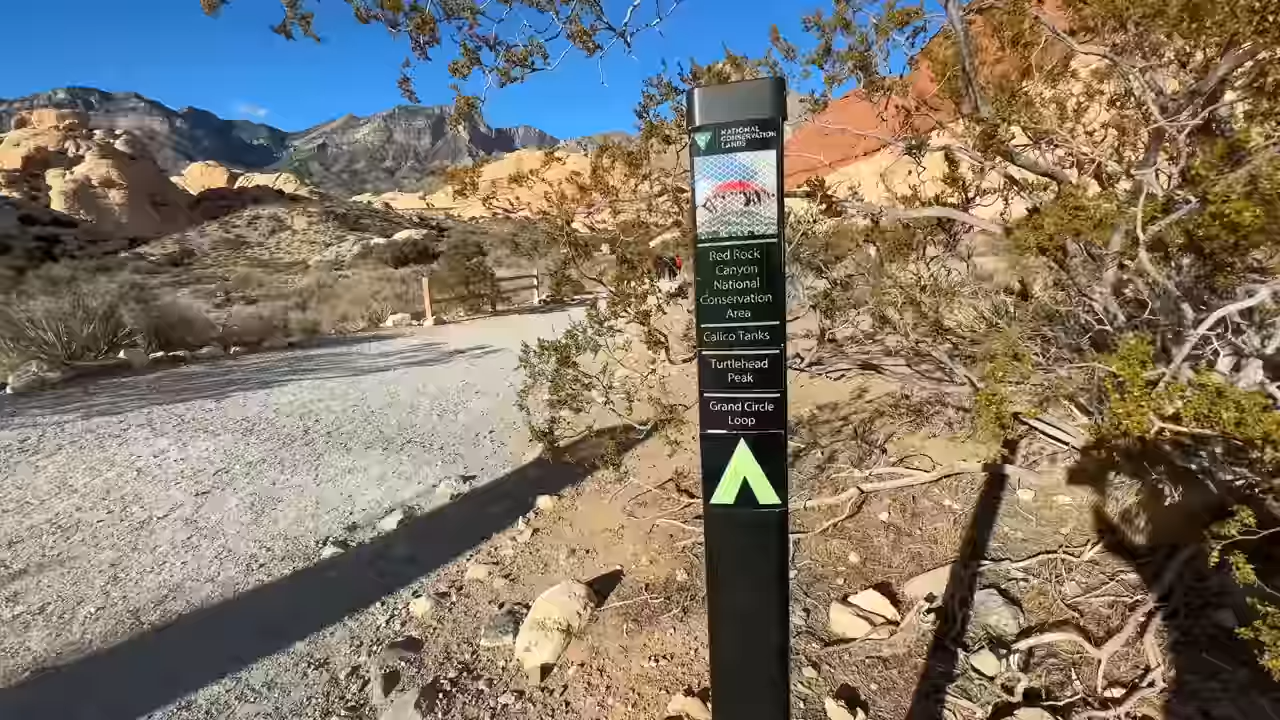 NATIONAL
CONSERVATION
LANDS
Red Rock
Canyon
National
Conservation
Area
Calico Tanks
Turtlehead
Peak
Grand Circle
Loop